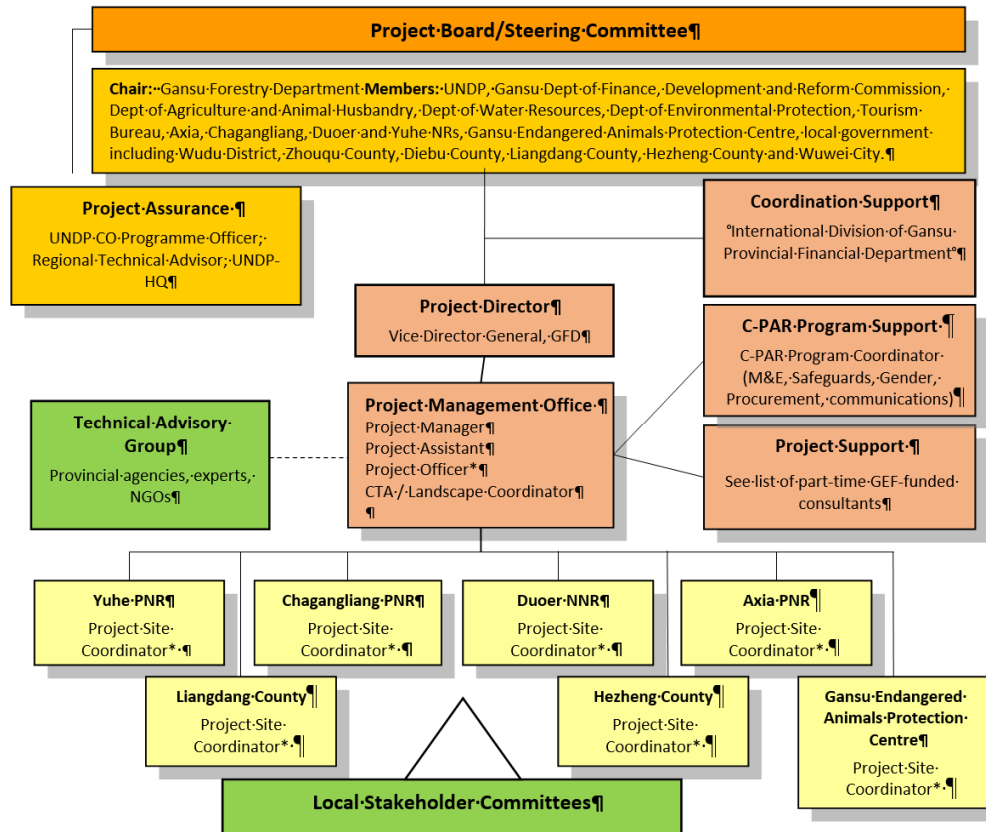 Project Board/Steering Committee¶
Chair: Gansu Forestry Department Members: UNDP, Gansu Dept of Finance, Development and Reform Commission,
Dept of Agriculture and Animal Husbandry, Dept of Water Resources, Dept of Environmental Protection, Tourism
Bureau, Axia, Chagangliang, Duoer and Yuhe NRs, Gansu Endangered Animals Protection Centre, local government
including Wudu District, Zhouqu County, Diebu County, Liangdang County, Hezheng County and Wuwei City.¶
Project Assurance ¶
UNDP CO Programme Officer;
Regional Technical Advisor; UNDP-
HQ¶
Coordination Support¶
°International Division of Gansu
Provincial Financial Department°¶
Project Director¶
Vice Director General, GFD¶
C-PAR Program Support ¶
C-PAR Program Coordinator
(M&E, Safeguards, Gender,
Procurement, communications)¶
Technical Advisory
Group¶
Provincial agencies, experts,
NGOs¶
Project Management Office ¶
Project Manager¶
Project Assistant¶
Project Officer*¶
CTA / Landscape Coordinator¶
¶
Project Support ¶
See list of part-time GEF-funded
consultants¶
Yuhe PNR¶
Project Site
Coordinator* ¶
Chagangliang PNR¶
Project Site
Coordinator* ¶
Duoer NNR¶
Project Site
Coordinator* ¶
Axia PNR¶
Project Site
Coordinator* ¶
Liangdang County¶
Project Site
Coordinator* ¶
Hezheng County¶
Project Site
Coordinator* ¶
Gansu Endangered
Animals Protection
Centre¶
Project Site
Coordinator* ¶
Local Stakeholder Committees¶